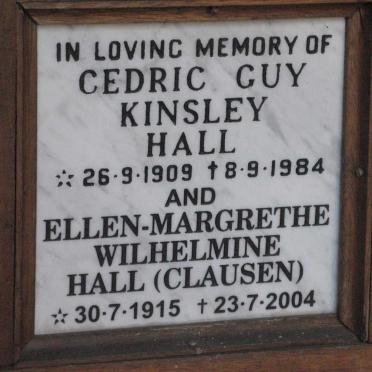 IN LOVING MEMORY OF
CEDRIC GUY
KINSLEY
HALL
☆ 26·9·1909 † 8·9·1984
AND
ELLEN-MARGRETHE
WILHELMINE
HALL (CLAUSEN)
☆ 30·7·1915 † 23·7·2004